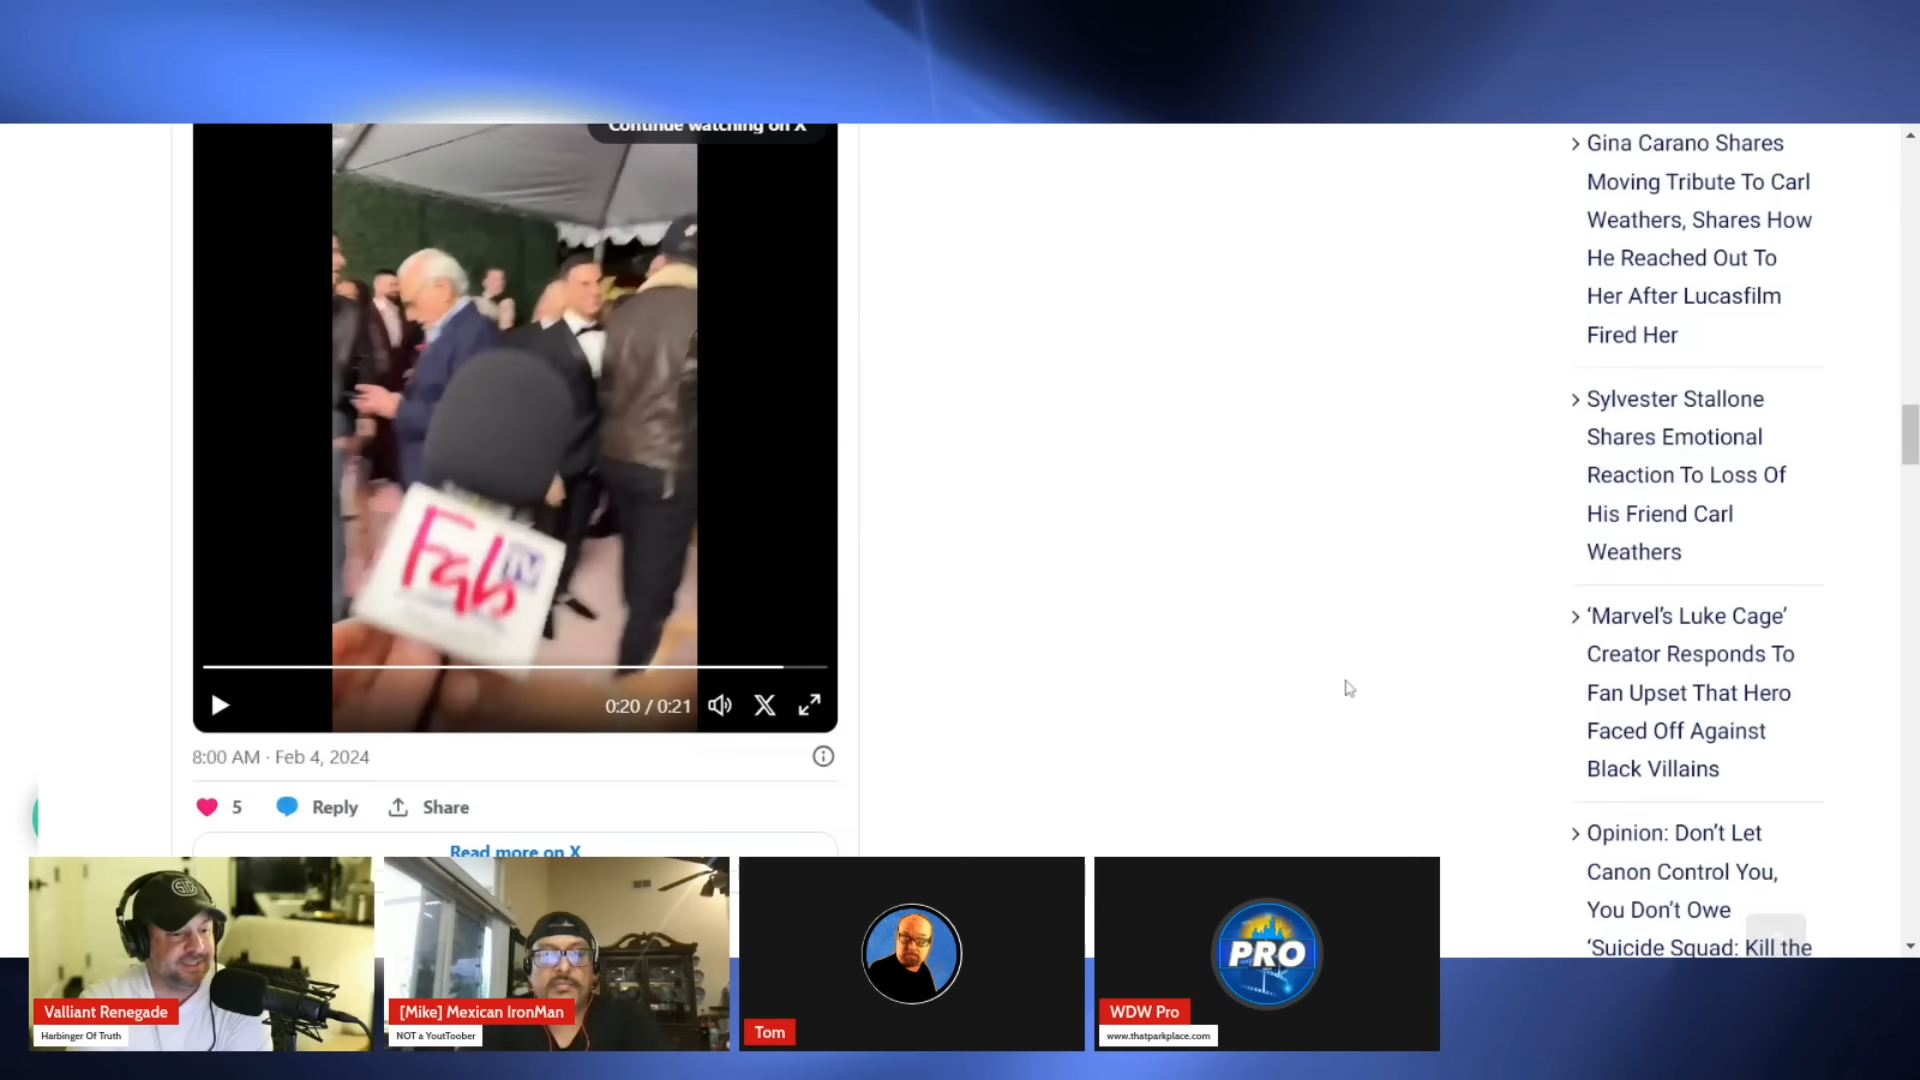 Continue watching on X
Fab TV
0:20 / 0:21
8:00 AM · Feb 4, 2024
5
Reply
Share
Read more on X
Gina Carano Shares
Moving Tribute To Carl
Weathers, Shares How
He Reached Out To
Her After Lucasfilm
Fired Her
Sylvester Stallone
Shares Emotional
Reaction To Loss Of
His Friend Carl
Weathers
‘Marvel’s Luke Cage’
Creator Responds To
Fan Upset That Hero
Faced Off Against
Black Villains
Opinion: Don’t Let
Canon Control You,
You Don’t Owe
‘Suicide Squad: Kill the
Valliant Renegade
Harbinger Of Truth
[Mike] Mexican IronMan
NOT a YoutToober
Tom
PRO
WDW Pro
www.thatparkplace.com